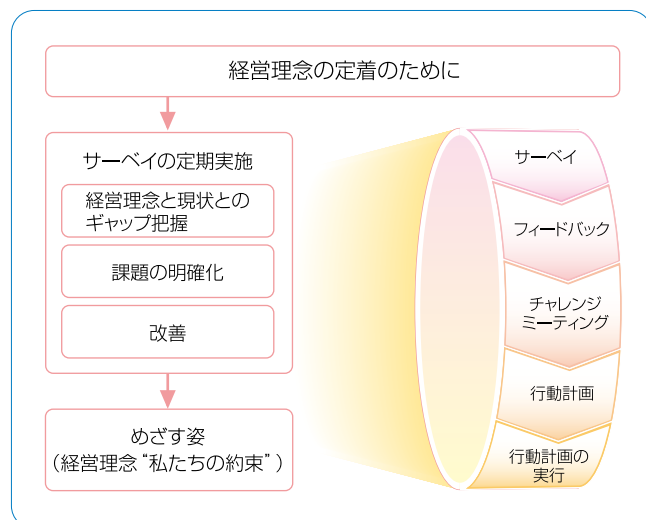 経営理念の定着のために
サーベイの定期実施
経営理念と現状との
ギャップ把握
課題の明確化
改善
めざす姿
（経営理念“私たちの約束”）
サーベイ
フィードバック
チャレンジ
ミーティング
行動計画
行動計画の
実行